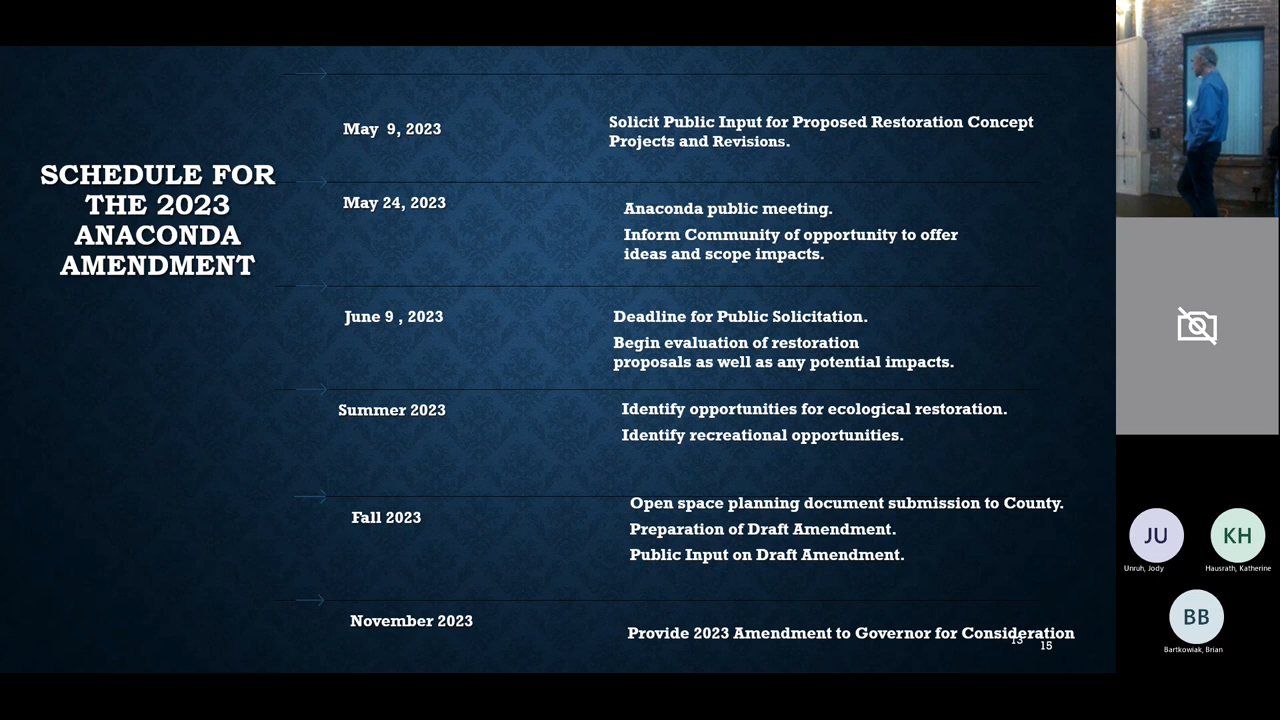 SCHEDULE FOR
THE 2023
ANACONDA
AMENDMENT
May 9, 2023
Solicit Public Input for Proposed Restoration Concept
Projects and Revisions.
May 24, 2023
Anaconda public meeting.
Inform Community of opportunity to offer
ideas and scope impacts.
June 9 , 2023
Deadline for Public Solicitation.
Begin evaluation of restoration
proposals as well as any potential impacts.
Summer 2023
Identify opportunities for ecological restoration.
Identify recreational opportunities.
Fall 2023
Open space planning document submission to County.
Preparation of Draft Amendment.
Public Input on Draft Amendment.
November 2023
Provide 2023 Amendment to Governor for Consideration
13
15
JU
Unruh, Jody
KH
Hausrath, Katherine
BB
Bartkowiak, Brian